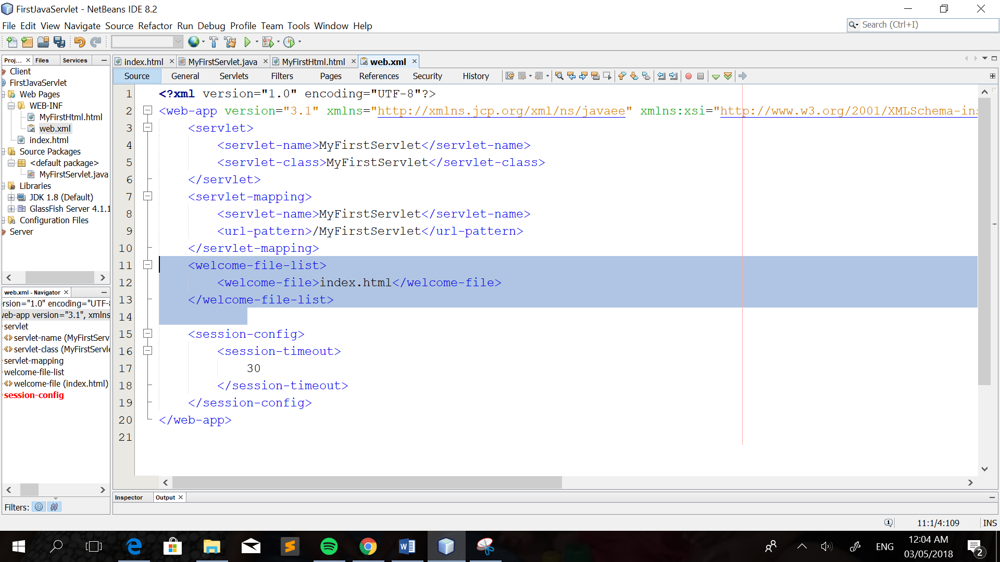 FirstJavaServlet - NetBeans IDE 8.2
File Edit View Navigate Source Refactor Run Debug Profile Team Tools Window Help
Search (Ctrl+I)
Proj... Files Services
Client
FirstJavaServlet
Web Pages
WEB-INF
MyFirstHtml.html
web.xml
index.html
Source Packages
<default package>
MyFirstServlet.java
Libraries
JDK 1.8 (Default)
GlassFish Server 4.1.1
Configuration Files
Server
web.xml - Navigator
rsion="1.0" encoding="UTF-8
eb-app version="3.1", xmlns
servlet
servlet-name (MyFirstServ
servlet-class (MyFirstServle
servlet-mapping
welcome-file-list
welcome-file (index.html)
session-config
Filters:
index.html MyFirstServlet.java MyFirstHtml.html web.xml
Source General Servlets Filters Pages References Security History
1 <?xml version="1.0" encoding="UTF-8"?>
2 <web-app version="3.1" xmlns="http://xmlns.jcp.org/xml/ns/javaee" xmlns:xsi="http://www.w3.org/2001/XMLSchema-ins
3 <servlet>
4 <servlet-name>MyFirstServlet</servlet-name>
5 <servlet-class>MyFirstServlet</servlet-class>
6 </servlet>
7 <servlet-mapping>
8 <servlet-name>MyFirstServlet</servlet-name>
9 <url-pattern>/MyFirstServlet</url-pattern>
10 </servlet-mapping>
11 <welcome-file-list>
12 <welcome-file>index.html</welcome-file>
13 </welcome-file-list>
14
15 <session-config>
16 <session-timeout>
17 30
18 </session-timeout>
19 </session-config>
20 </web-app>
21
Inspector Output
11:1/4:109 INS
ENG
12:04 AM
03/05/2018
2